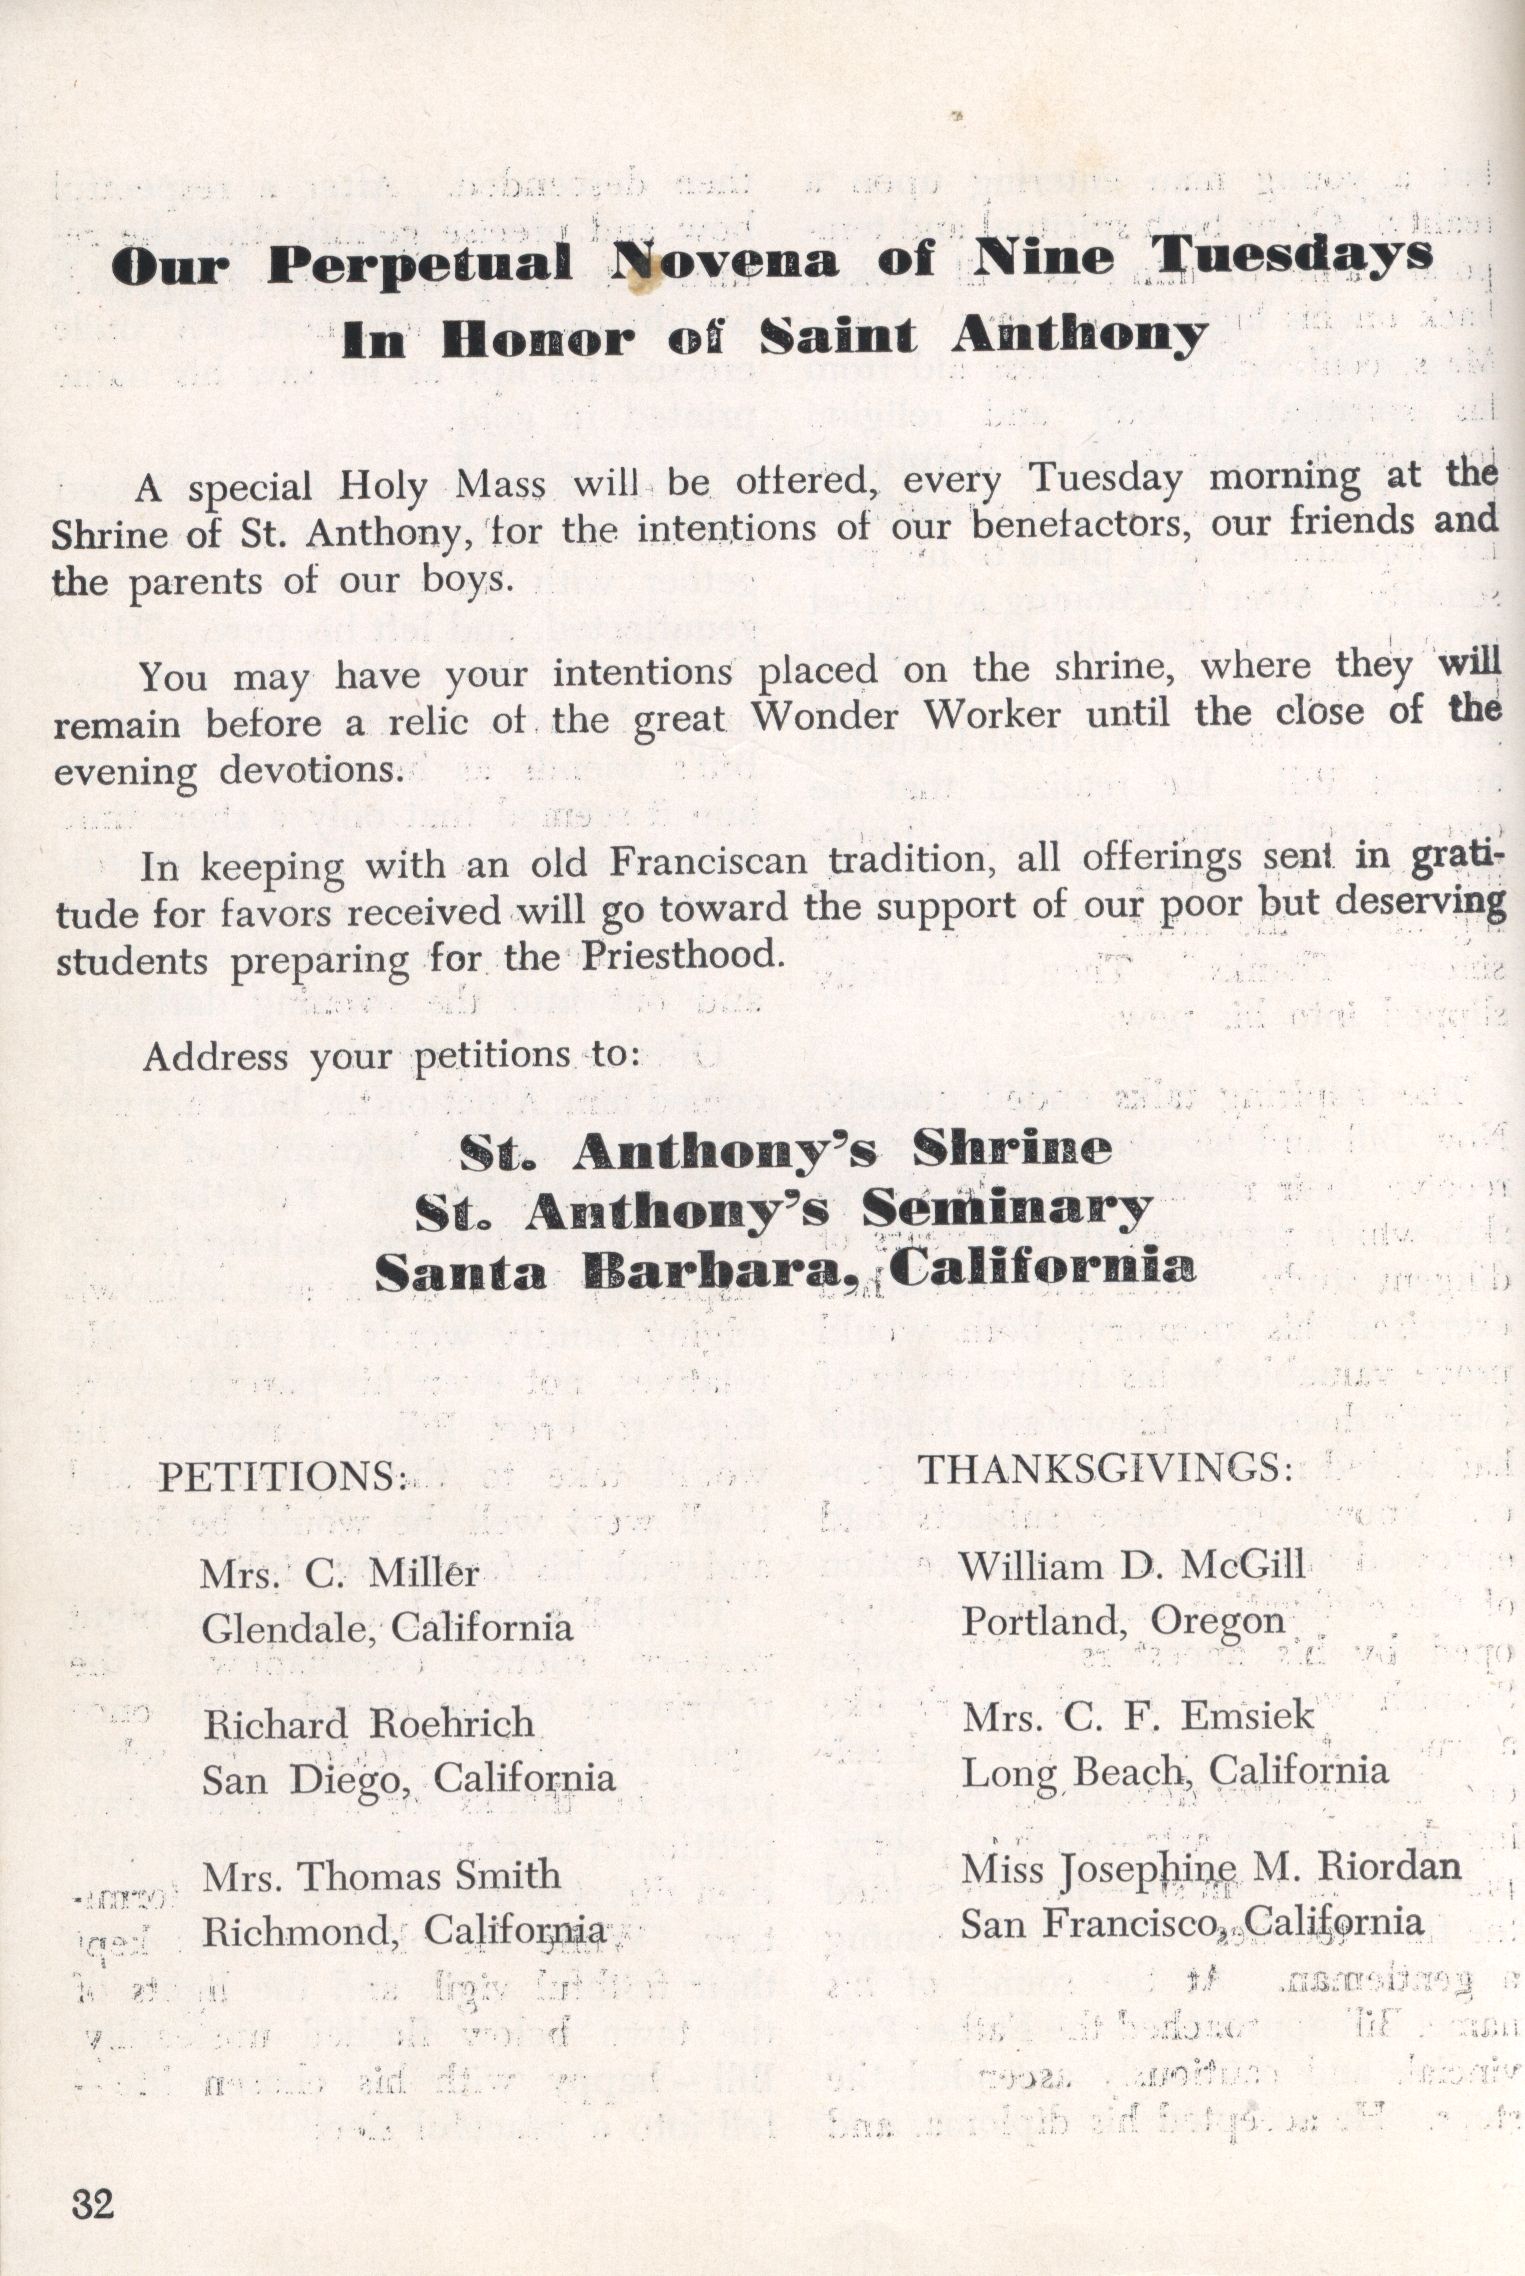 Our Perpetual Novena of Nine Tuesdays
In Honor of Saint Anthony
A special Holy Mass will be offered, every Tuesday morning at the
Shrine of St. Anthony, for the intentions of our benefactors, our friends and
the parents of our boys.
You may have your intentions placed on the shrine, where they will
remain before a relic of the great Wonder Worker until the close of the
evening devotions.
In keeping with an old Franciscan tradition, all offerings sent in grati-
tude for favors received will go toward the support of our poor but deserving
students preparing for the Priesthood.
Address your petitions to:
St. Anthony's Shrine
St. Anthony's Seminary
Santa Barbara, California
PETITIONS:
Mrs. C. Miller
Glendale, California
Richard Roehrich
San Diego, California
Mrs. Thomas Smith
Richmond, California
THANKSGIVINGS:
William D. McGill
Portland, Oregon
Mrs. C. F. Emsiek
Long Beach, California
Miss Josephine M. Riordan
San Francisco, California
32